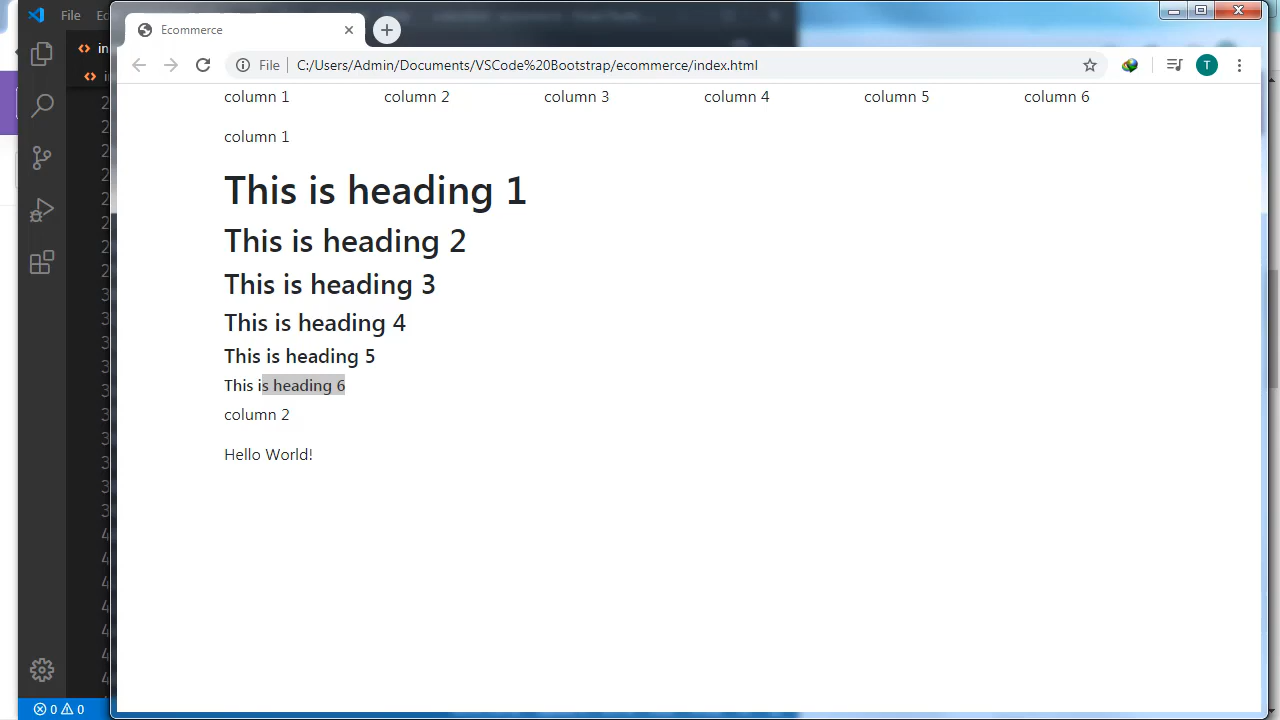 File
Ec
Ecommerce
in
File
C:/Users/Admin/Documents/VSCode%20Bootstrap/ecommerce/index.html
T
column 1 column 2 column 3 column 4 column 5 column 6
column 1
This is heading 1
This is heading 2
This is heading 3
This is heading 4
This is heading 5
This is heading 6
column 2
Hello World!
0 0